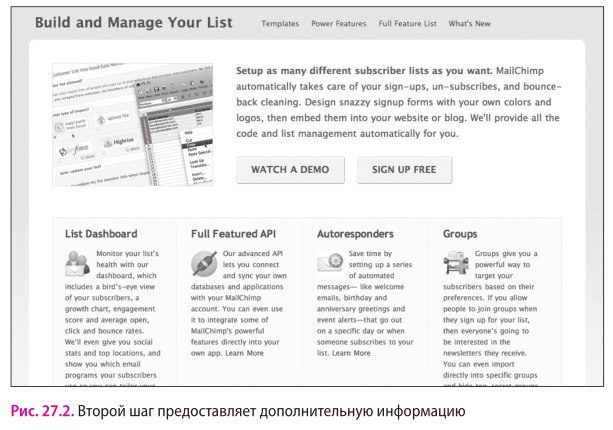 Build and Manage Your List
Templates Power Features Full Feature List What's New
Setup as many different subscriber lists as you want. MailChimp
automatically takes care of your sign-ups, un-subscribes, and bounce-
back cleaning. Design snazzy signup forms with your own colors and
logos, then embed them into your website or blog. We'll provide all the
code and list management automatically for you.
WATCH A DEMO SIGN UP FREE
List Dashboard
Monitor your list's
health with our
dashboard, which
includes a bird's-eye view
of your subscribers, a
growth chart, engagement
score and average open,
click and bounce rates.
We'll even give you social
stats and top locations, and
show you which email
programs your subscribers
use so you can tailor your
Full Featured API
Our advanced API
lets you connect
and sync your own
databases and applications
with your MailChimp
account. You can even use
it to integrate some of
MailChimp's powerful
features directly into your
own app. Learn More
Autoresponders
Save time by
setting up a series
of automated
messages— like welcome
emails, birthday and
anniversary greetings and
event alerts—that go out
on a specific day or when
someone subscribes to your
list. Learn More
Groups
Groups give you a
powerful way to
target your
subscribers based on their
preferences. If you allow
people to join groups when
they sign up for your list,
then everyone's going to
be interested in the
newsletters they receive.
You can even import
directly into specific groups
and hide top-secret groups
Рис. 27.2. Второй шаг предоставляет дополнительную информацию